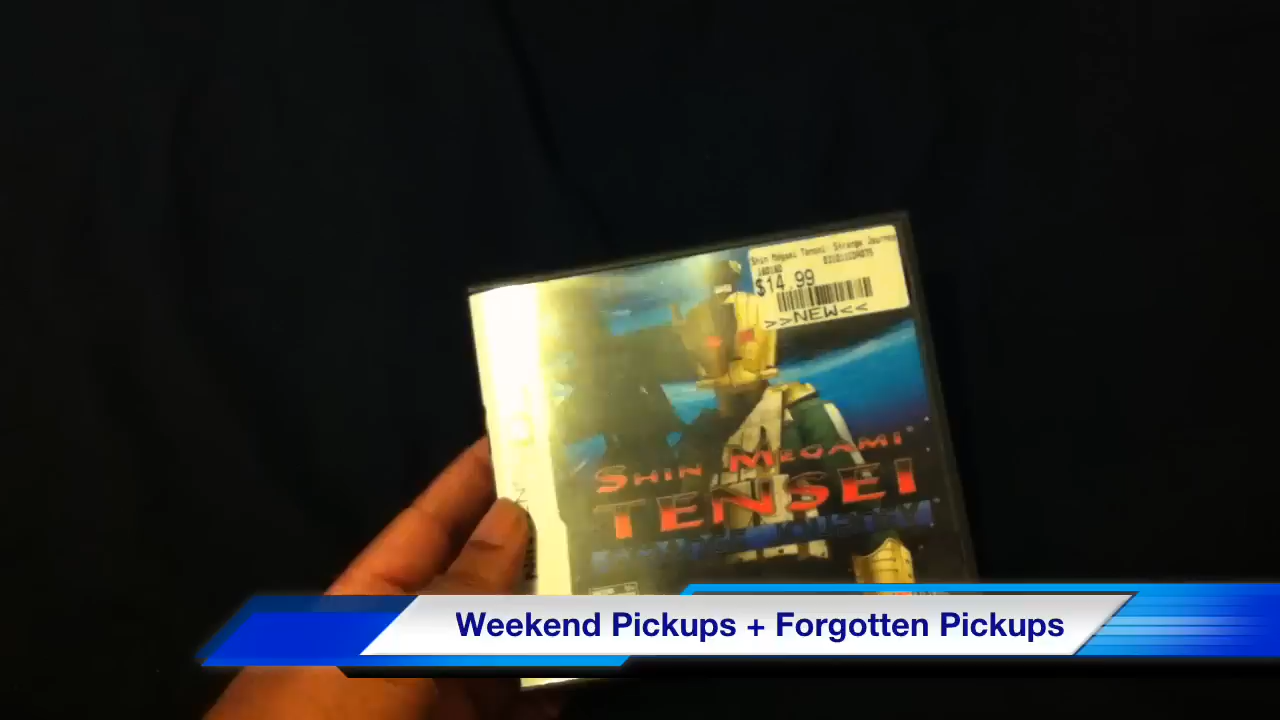 Shin Megami Tensei: Strange Journey
$14.99
>>NEW<<
SHIN MEGAMI
TENSEI
Weekend Pickups + Forgotten Pickups